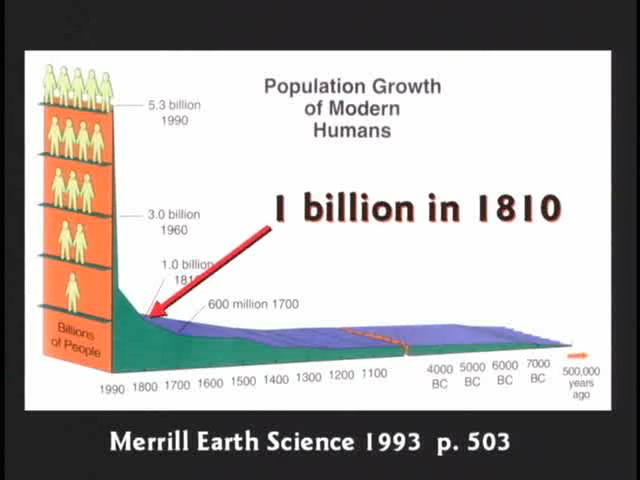 Population Growth
of Modern
Humans
5.3 billion
1990
1 billion in 1810
3.0 billion
1960
1.0 billion
181
600 million 1700
Billions
of People
1990 1800 1700 1600 1500 1400 1300 1200 1100 4000 BC 5000 BC 6000 BC 7000 BC 500,000 years ago
Merrill Earth Science 1993 p. 503